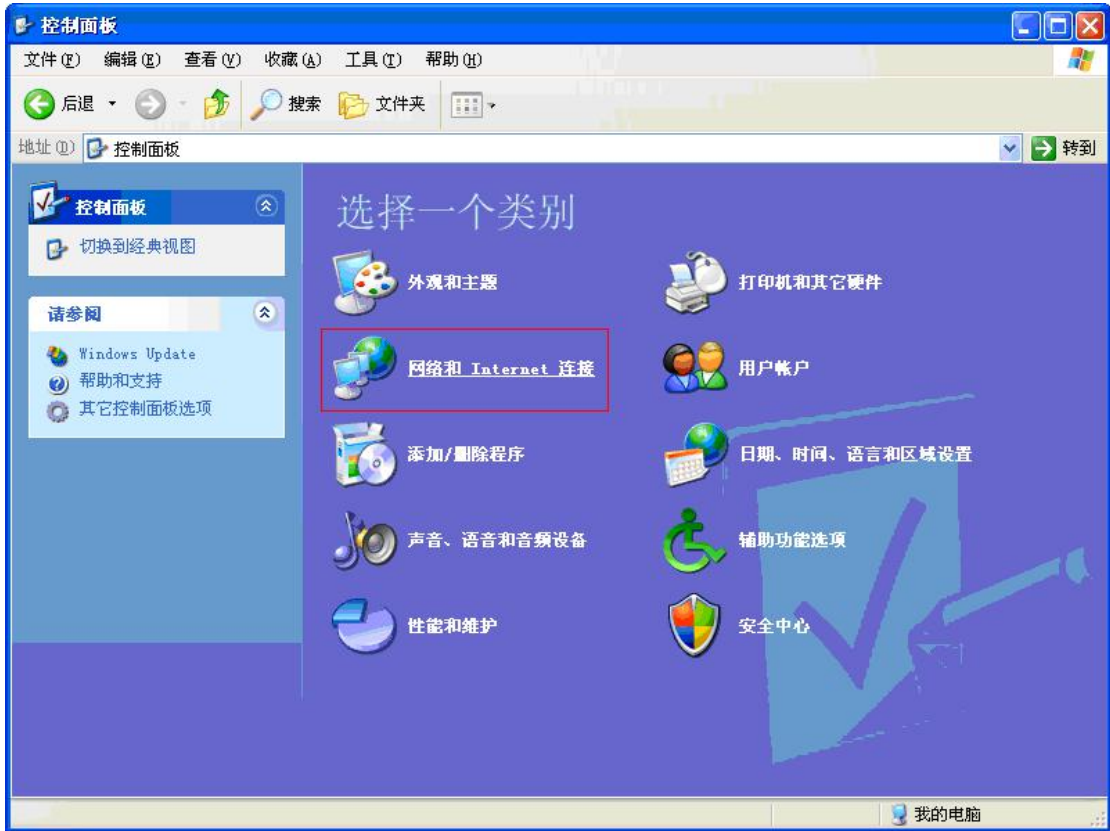 控制面板
文件(F) 编辑(E) 查看(V) 收藏(A) 工具(T) 帮助(H)
后退 搜索 文件夹
地址(D) 控制面板 转到
控制面板
切换到经典视图
请参阅
Windows Update
帮助和支持
其它控制面板选项
选择一个类别
外观和主题 打印机和其它硬件
网络和 Internet 连接 用户帐户
添加/删除程序 日期、时间、语言和区域设置
声音、语音和音频设备 辅助功能选项
性能和维护 安全中心
我的电脑